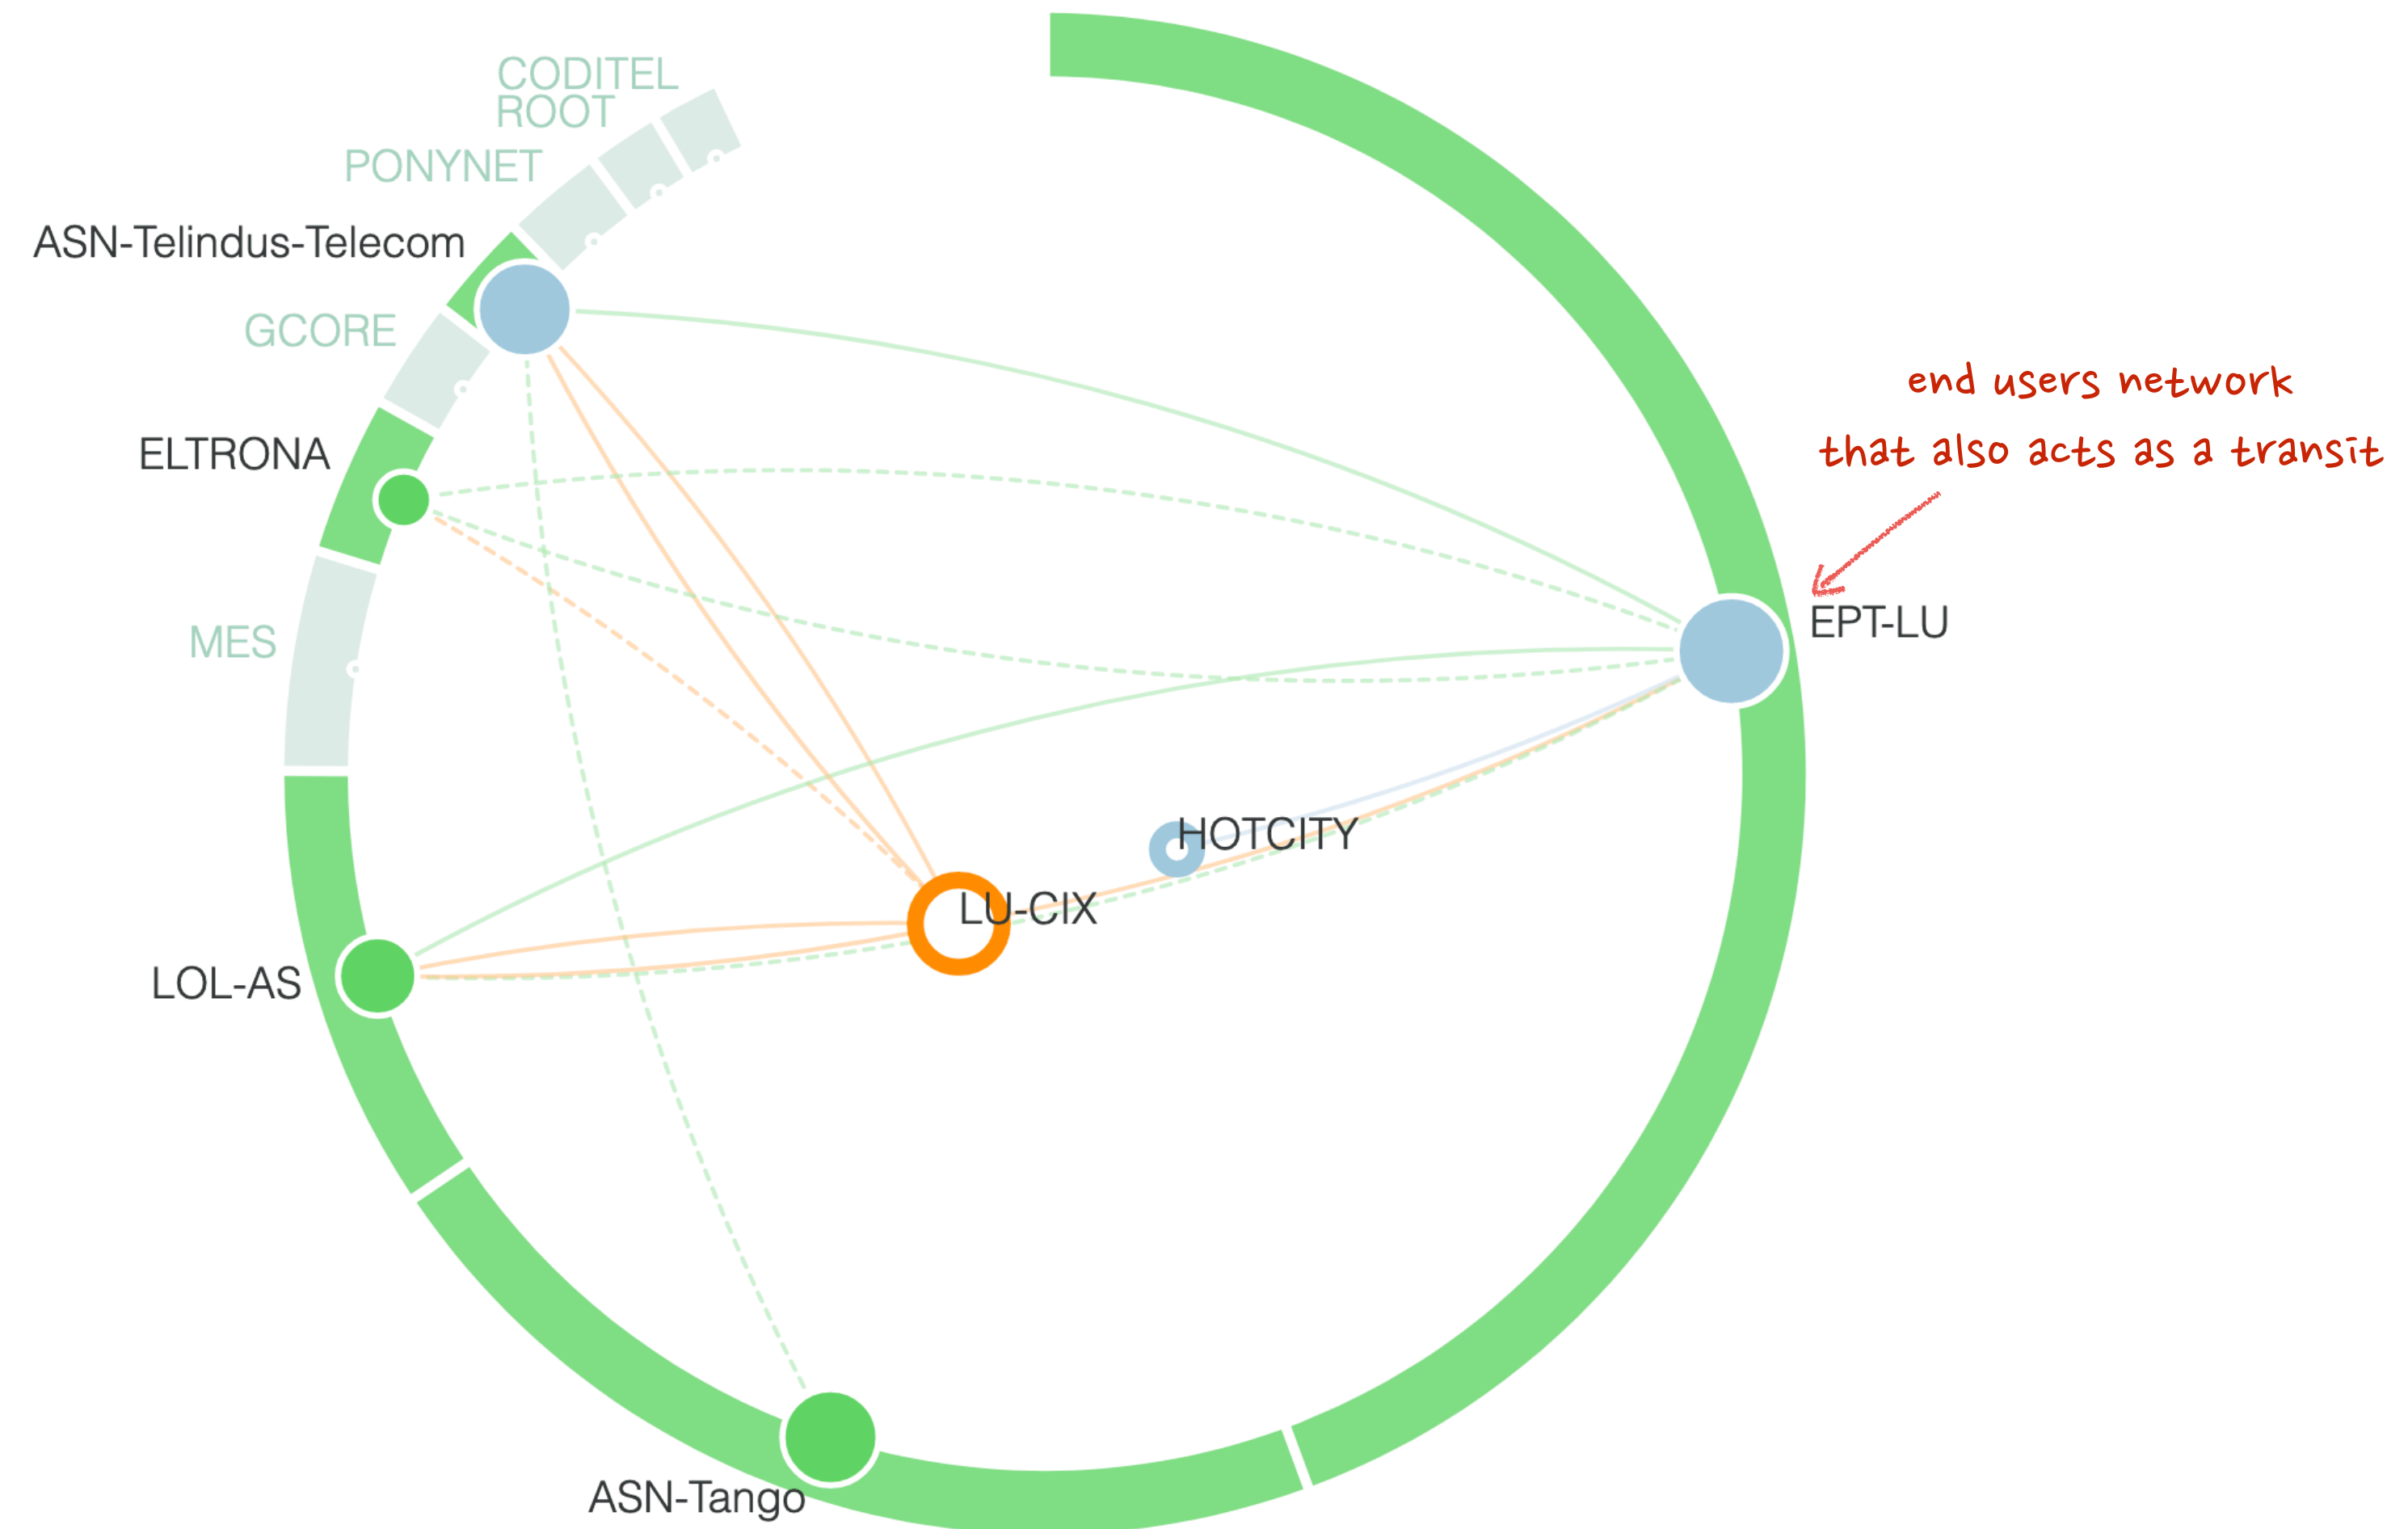 CODITEL
ROOT
PONYNET
ASN-Telindus-Telecom
GCORE
ELTRONA
MES
LOL-AS
ASN-Tango
LU-CIX
HOTCITY
EPT-LU
end users network
that also acts as a transit